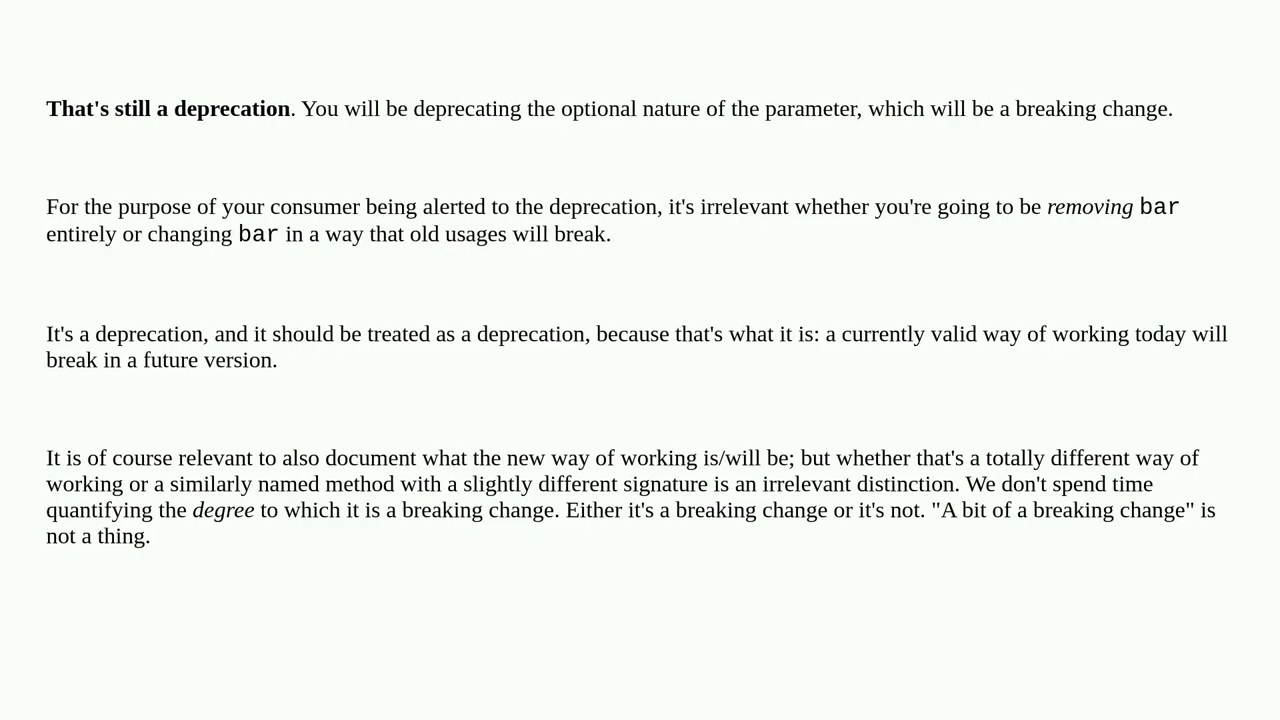 That's still a deprecation. You will be deprecating the optional nature of the parameter, which will be a breaking change.
For the purpose of your consumer being alerted to the deprecation, it's irrelevant whether you're going to be removing bar
entirely or changing bar in a way that old usages will break.
It's a deprecation, and it should be treated as a deprecation, because that's what it is: a currently valid way of working today will
break in a future version.
It is of course relevant to also document what the new way of working is/will be; but whether that's a totally different way of
working or a similarly named method with a slightly different signature is an irrelevant distinction. We don't spend time
quantifying the degree to which it is a breaking change. Either it's a breaking change or it's not. "A bit of a breaking change" is
not a thing.